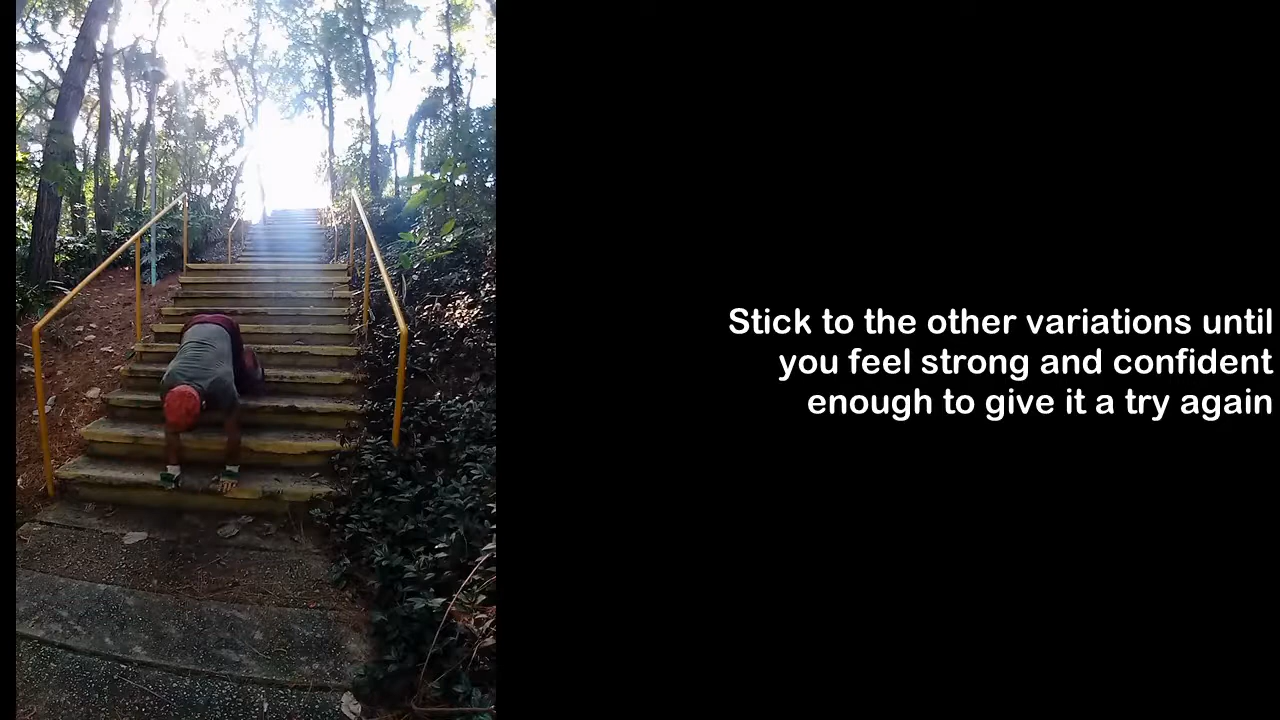 Stick to the other variations until
you feel strong and confident
enough to give it a try again